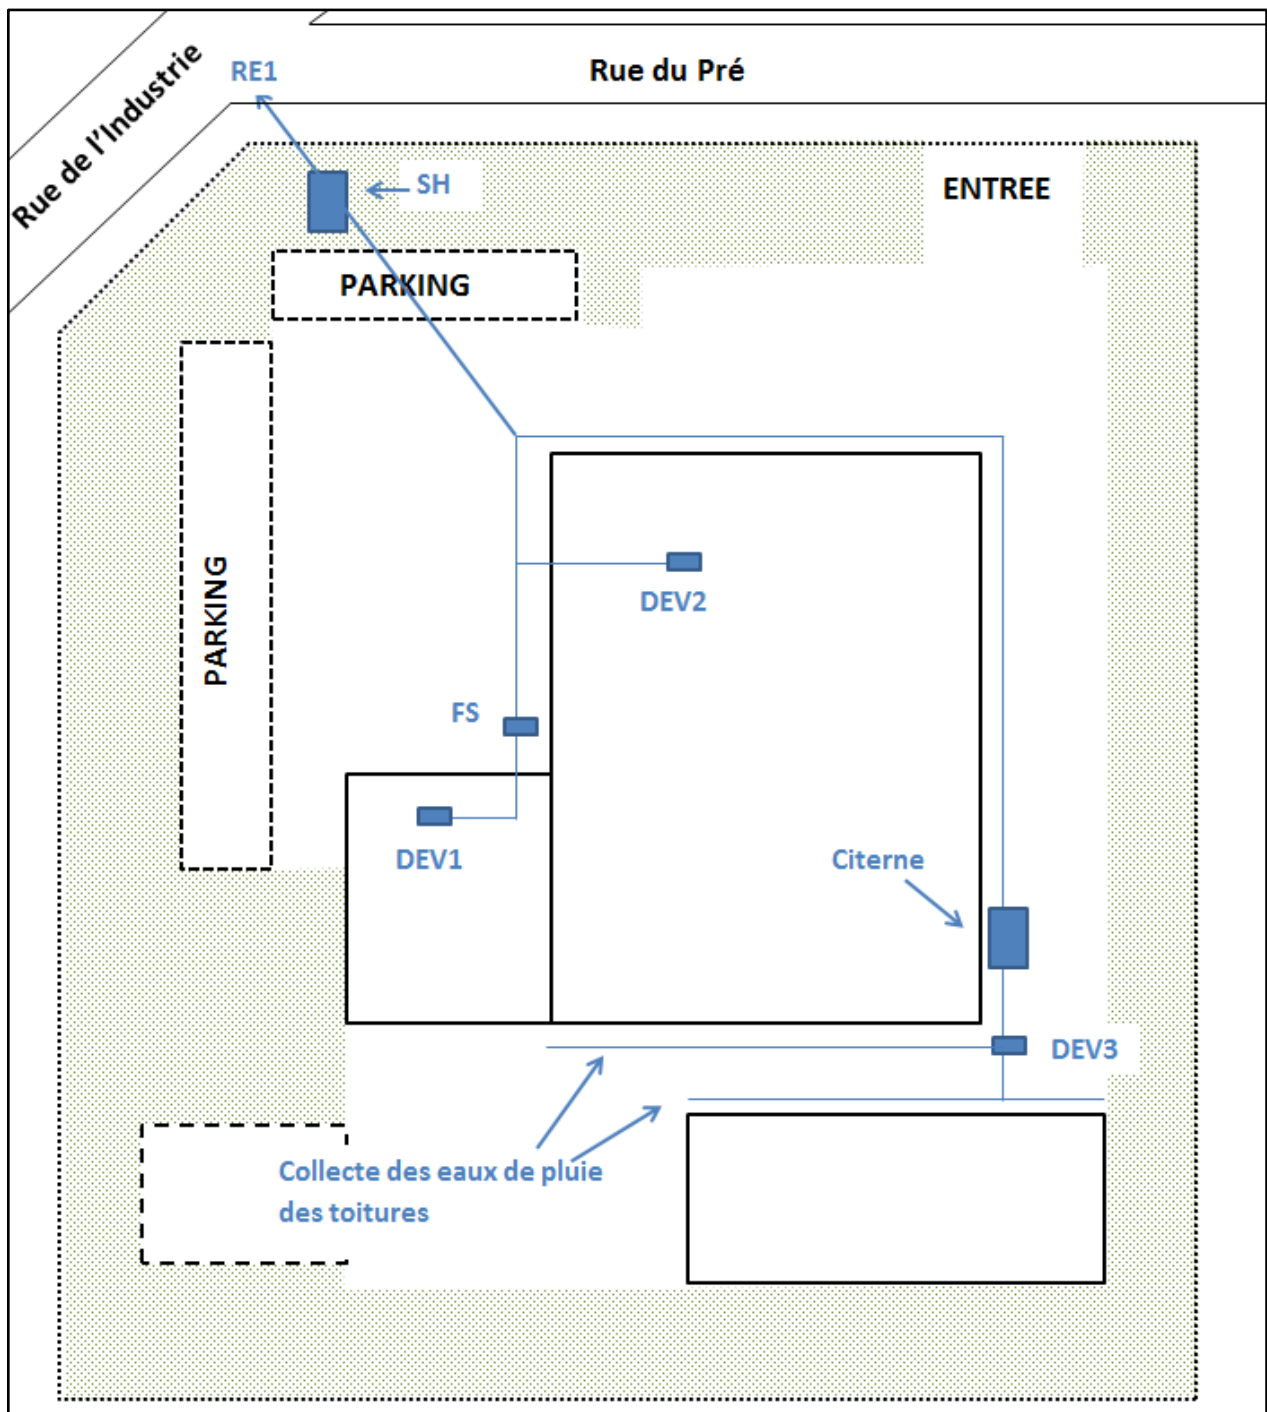 Rue de l'Industrie
RE1
Rue du Pré
SH
ENTREE
PARKING
PARKING
DEV2
FS
DEV1
Citerne
DEV3
Collecte des eaux de pluie
des toitures